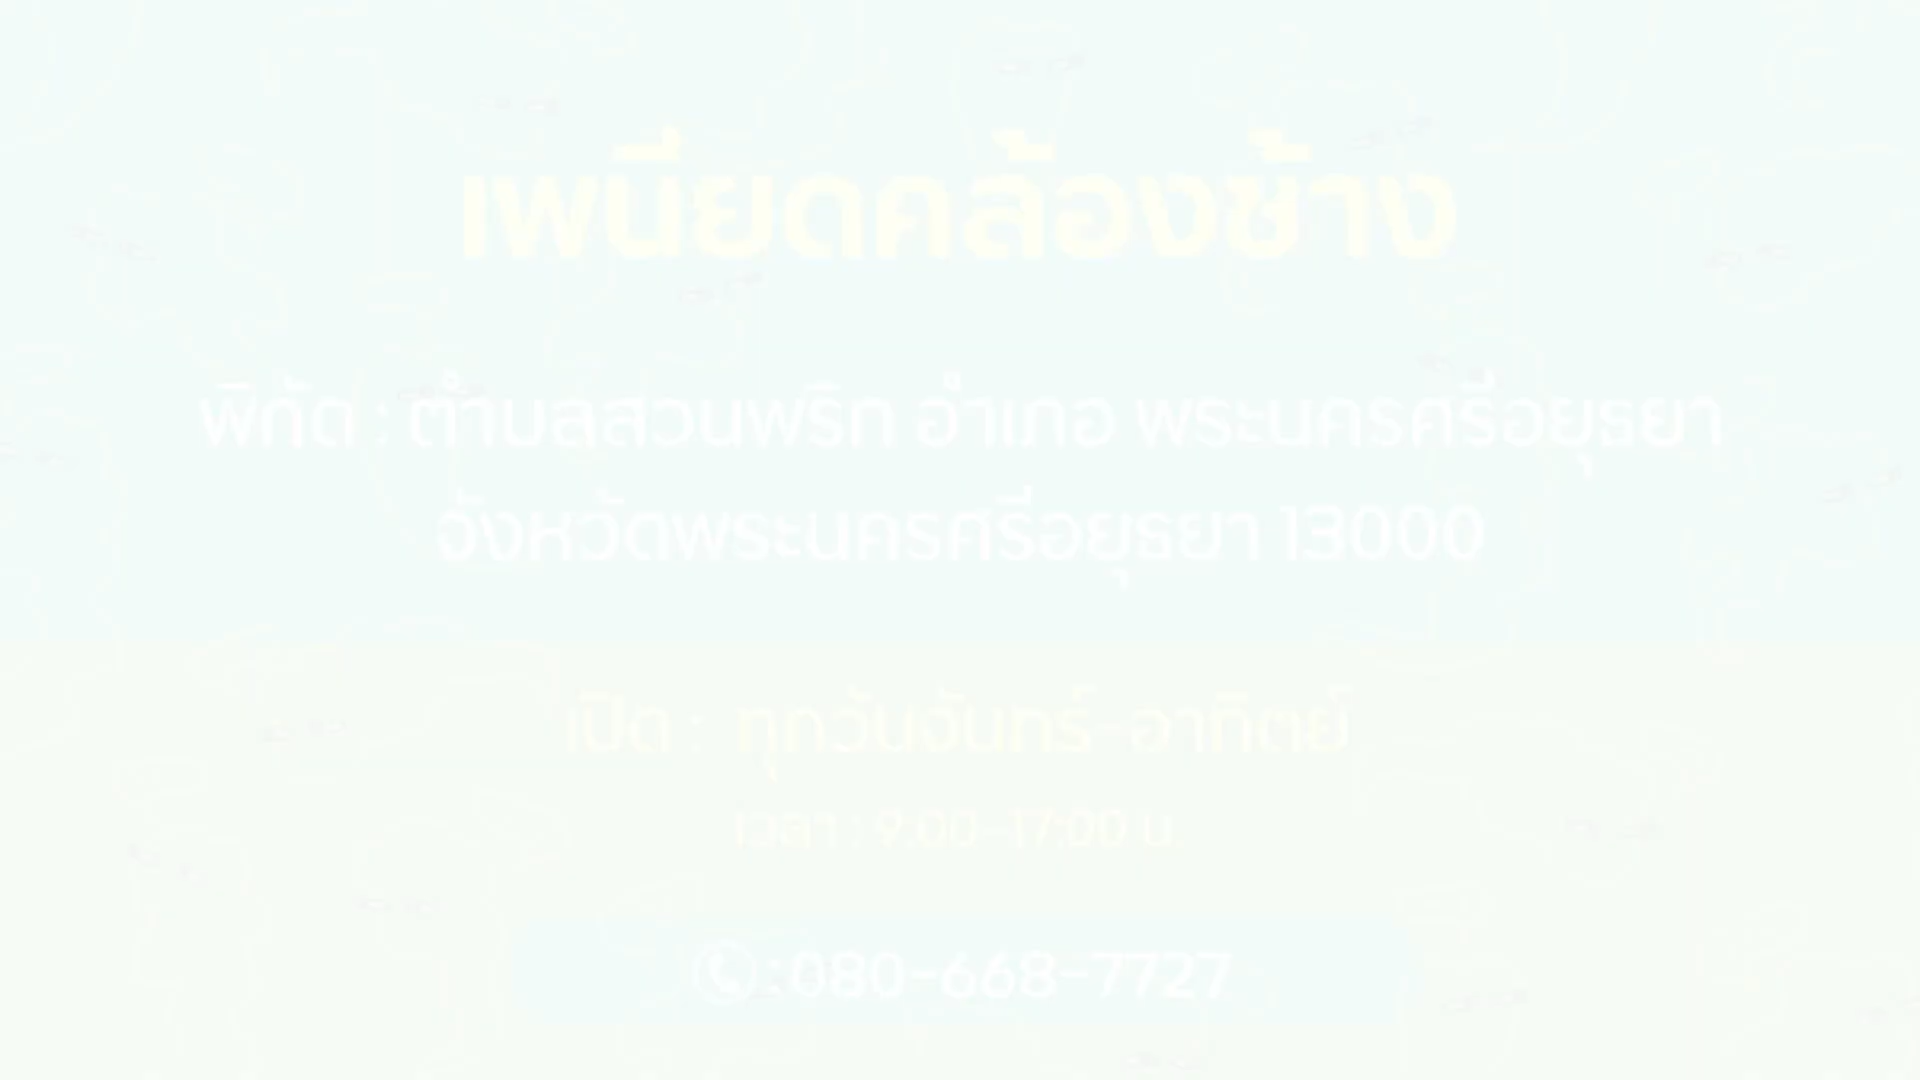 เพนียดคล้องช้าง
พิกัด : ตำบลสวนพริก อำเภอ พระนครศรีอยุธยา
จังหวัดพระนครศรีอยุธยา 13000
เปิด : ทุกวันจันทร์-อาทิตย์
เวลา : 9.00-17:00 น.
: 080-668-7727